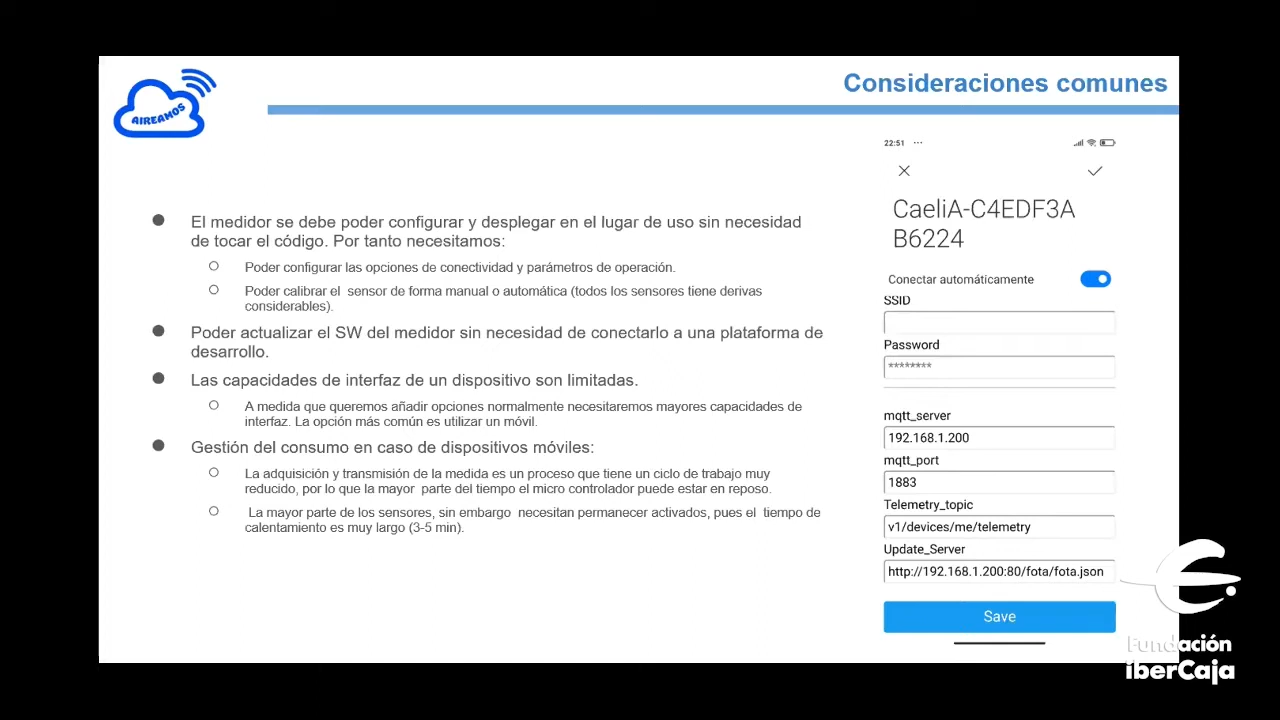 AIREAMOS
Consideraciones comunes
El medidor se debe poder configurar y desplegar en el lugar de uso sin necesidad
de tocar el código. Por tanto necesitamos:
Poder configurar las opciones de conectividad y parámetros de operación.
Poder calibrar el sensor de forma manual o automática (todos los sensores tiene derivas
considerables).
Poder actualizar el SW del medidor sin necesidad de conectarlo a una plataforma de
desarrollo.
Las capacidades de interfaz de un dispositivo son limitadas.
A medida que queremos añadir opciones normalmente necesitaremos mayores capacidades de
interfaz. La opción más común es utilizar un móvil.
Gestión del consumo en caso de dispositivos móviles:
La adquisición y transmisión de la medida es un proceso que tiene un ciclo de trabajo muy
reducido, por lo que la mayor parte del tiempo el micro controlador puede estar en reposo.
La mayor parte de los sensores, sin embargo necesitan permanecer activados, pues el tiempo de
calentamiento es muy largo (3-5 min).
22:51 ···
CaeliA-C4EDF3A
B6224
Conectar automáticamente
SSID
Password
********
mqtt_server
192.168.1.200
mqtt_port
1883
Telemetry_topic
v1/devices/me/telemetry
Update_Server
http://192.168.1.200:80/fota/fota.json
Save
Fundación
iberCaja